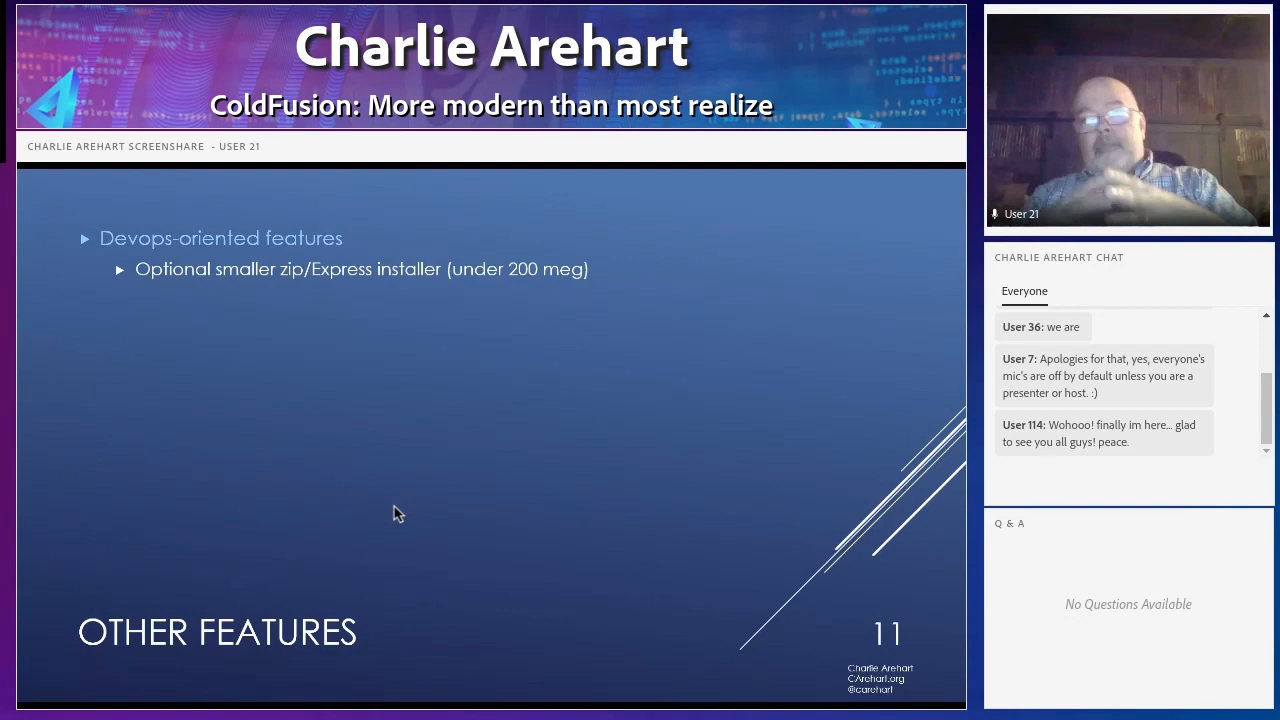 Charlie Arehart
ColdFusion: More modern than most realize
CHARLIE AREHART SCREENSHARE - USER 21
Devops-oriented features
Optional smaller zip/Express installer (under 200 meg)
OTHER FEATURES
11
Charlie Arehart
CArehart.org
@carehart
User 21
CHARLIE AREHART CHAT
Everyone
User 36: we are
User 7: Apologies for that, yes, everyone's
mic's are off by default unless you are a
presenter or host. :)
User 114: Wohooo! finally im here... glad
to see you all guys! peace.
Q & A
No Questions Available